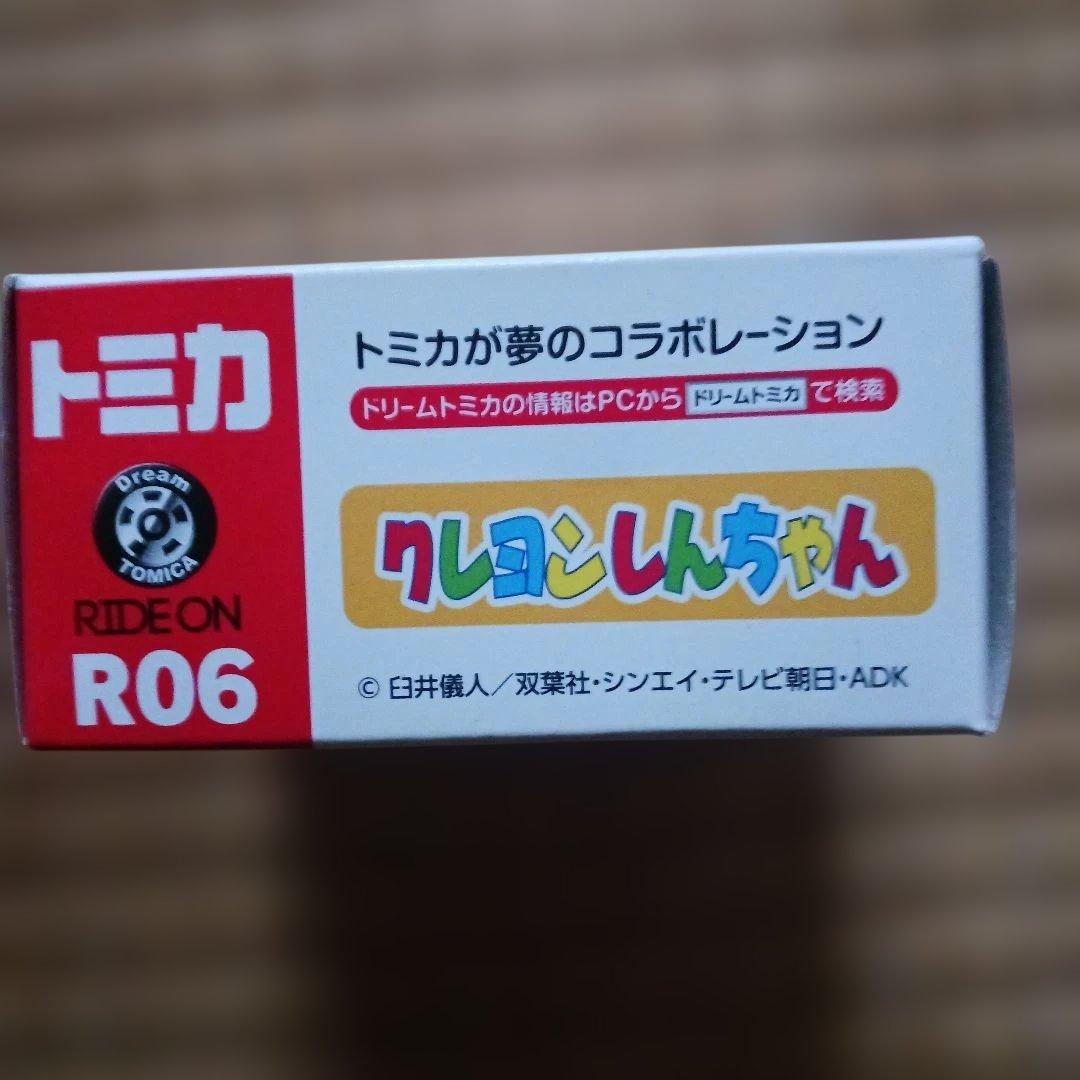 トミカ
Dream
TOMICA
RIDE ON
R06
トミカが夢のコラボレーション
ドリームトミカの情報はPCから ドリームトミカ で検索
クレヨンしんちゃん
© 臼井儀人／双葉社・シンエイ・テレビ朝日・ADK